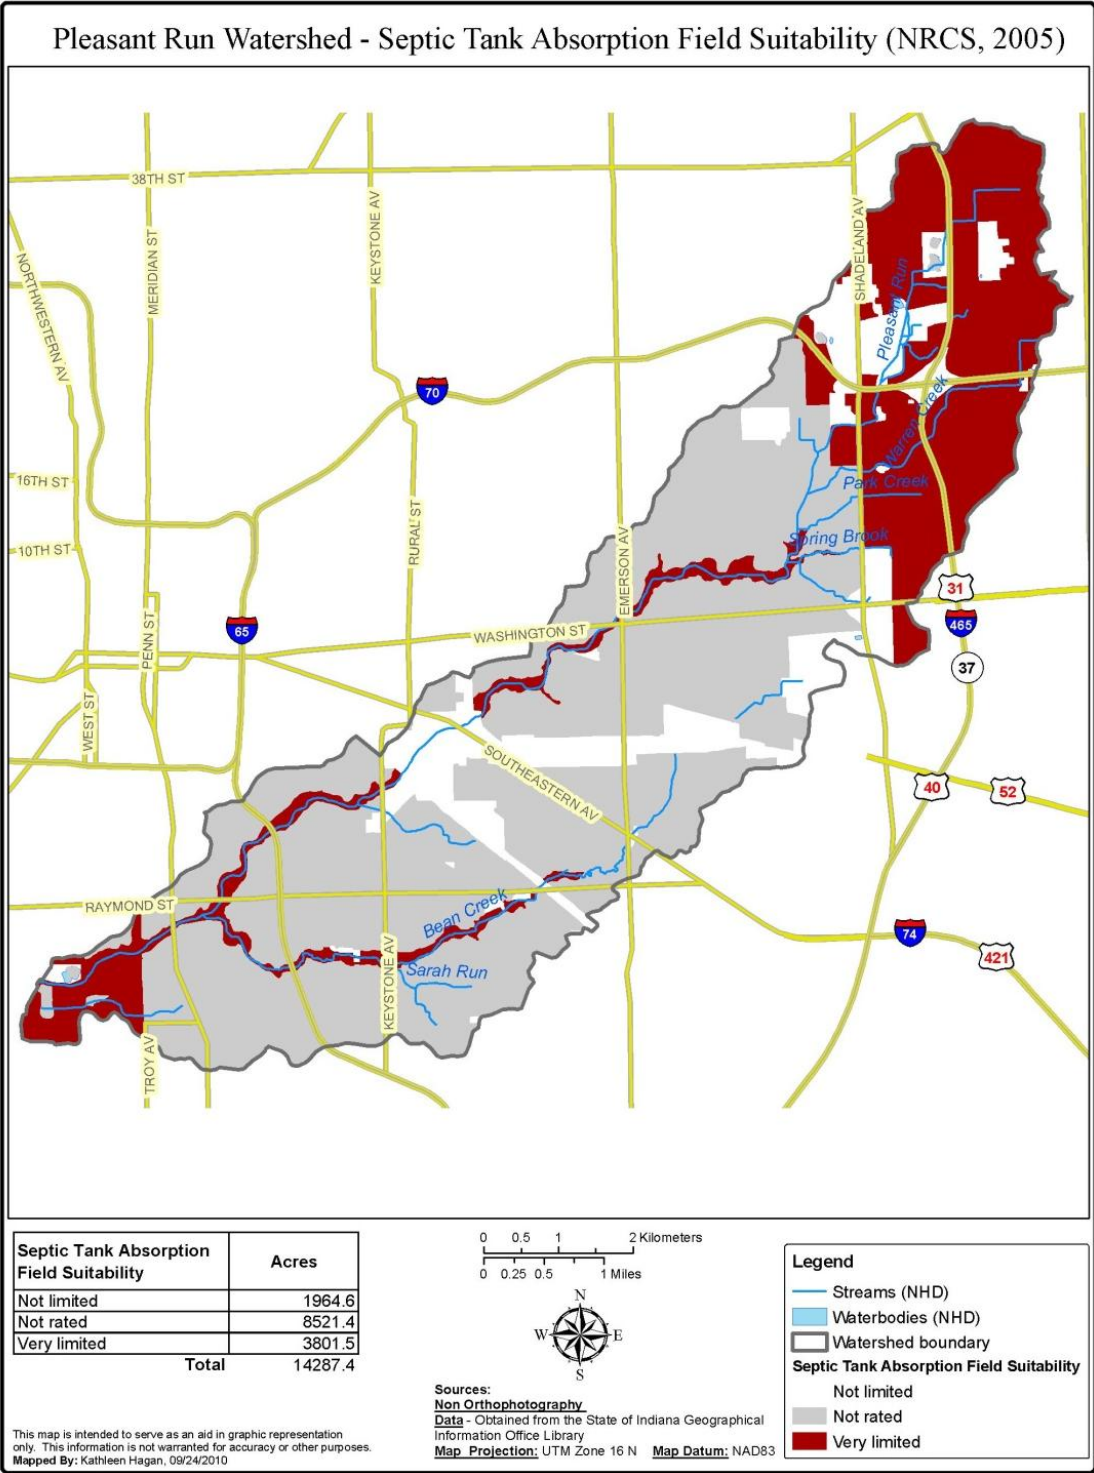 Pleasant Run Watershed - Septic Tank Absorption Field Suitability (NRCS, 2005)
38TH ST
KEYSTONE AV
SHADELAND AV
MERIDIAN ST
NORTHWESTERN AV
Pleasant Run
70
Warren Creek
16TH ST
Park Creek
RURAL ST
10TH ST
EMERSON AV
Spring Brook
31
65
465
WASHINGTON ST
PENN ST
37
WEST ST
SOUTHEASTERN AV
40
52
RAYMOND ST
Bean Creek
74
421
KEYSTONE AV
Sarah Run
TROY AV
Septic Tank Absorption
Field Suitability
Acres
Not limited 1964.6
Not rated 8521.4
Very limited 3801.5
Total 14287.4
This map is intended to serve as an aid in graphic representation
only. This information is not warranted for accuracy or other purposes.
Mapped By: Kathleen Hagan, 09/24/2010
0 0.5 1 2 Kilometers
0 0.25 0.5 1 Miles
N
W E
S
Sources:
Non Orthophotography
Data - Obtained from the State of Indiana Geographical
Information Office Library
Map Projection: UTM Zone 16 N Map Datum: NAD83
Legend
Streams (NHD)
Waterbodies (NHD)
Watershed boundary
Septic Tank Absorption Field Suitability
Not limited
Not rated
Very limited